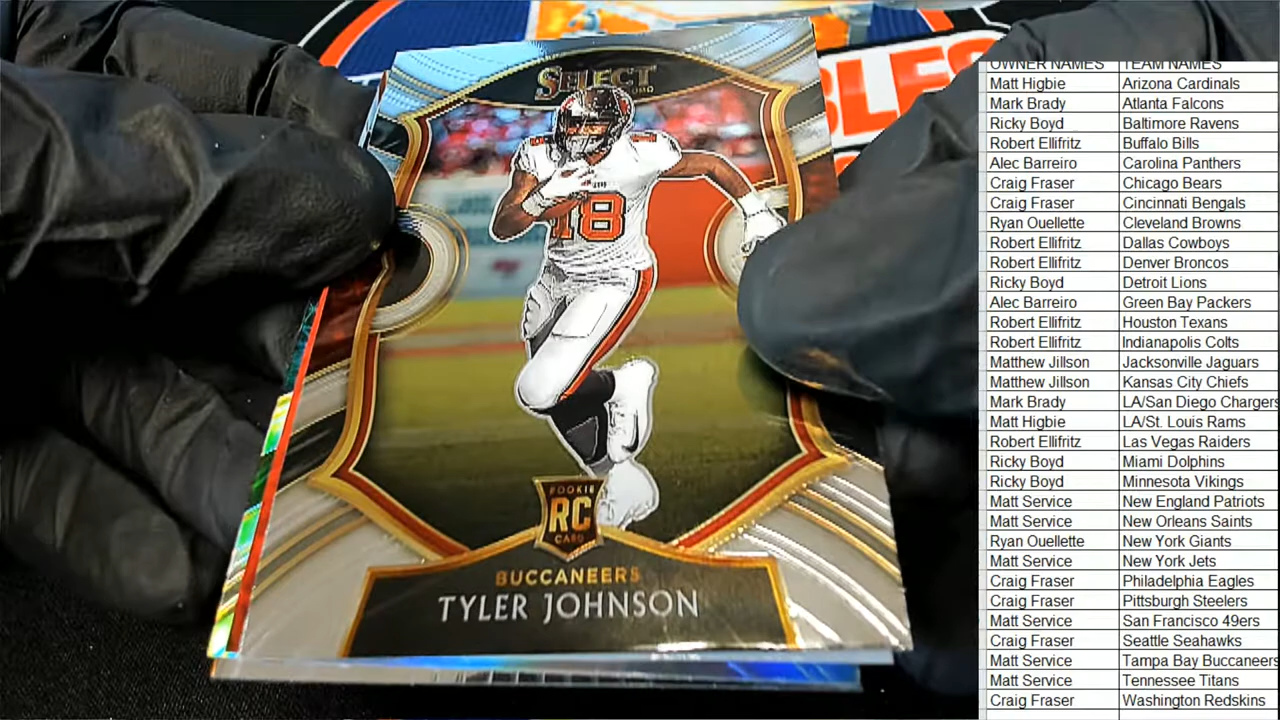 SELECT
18
ROOKIE
RC
CARD
BUCCANEERS
TYLER JOHNSON
BLES
OWNER NAMES TEAM NAMES
Matt Higbie Arizona Cardinals
Mark Brady Atlanta Falcons
Ricky Boyd Baltimore Ravens
Robert Ellifritz Buffalo Bills
Alec Barreiro Carolina Panthers
Craig Fraser Chicago Bears
Craig Fraser Cincinnati Bengals
Ryan Ouellette Cleveland Browns
Robert Ellifritz Dallas Cowboys
Robert Ellifritz Denver Broncos
Ricky Boyd Detroit Lions
Alec Barreiro Green Bay Packers
Robert Ellifritz Houston Texans
Robert Ellifritz Indianapolis Colts
Matthew Jillson Jacksonville Jaguars
Matthew Jillson Kansas City Chiefs
Mark Brady LA/San Diego Chargers
Matt Higbie LA/St. Louis Rams
Robert Ellifritz Las Vegas Raiders
Ricky Boyd Miami Dolphins
Ricky Boyd Minnesota Vikings
Matt Service New England Patriots
Matt Service New Orleans Saints
Ryan Ouellette New York Giants
Matt Service New York Jets
Craig Fraser Philadelphia Eagles
Craig Fraser Pittsburgh Steelers
Matt Service San Francisco 49ers
Craig Fraser Seattle Seahawks
Matt Service Tampa Bay Buccaneers
Matt Service Tennessee Titans
Craig Fraser Washington Redskins